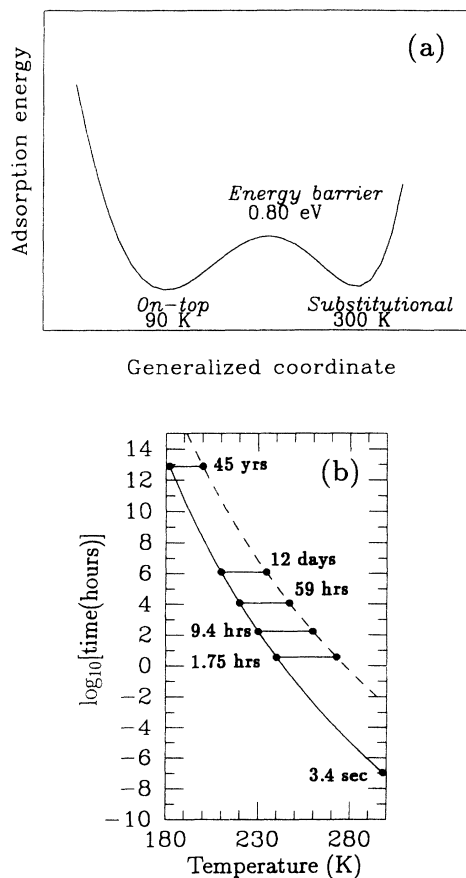 (a)
Adsorption energy
Energy barrier
0.80 eV
On-top
90 K
Substitutional
300 K
Generalized coordinate
(b)
log10[time(hours)]
14
12
10
8
6
4
2
0
−2
−4
−6
−8
−10
45 yrs
12 days
59 hrs
9.4 hrs
1.75 hrs
3.4 sec
180
230
280
Temperature (K)